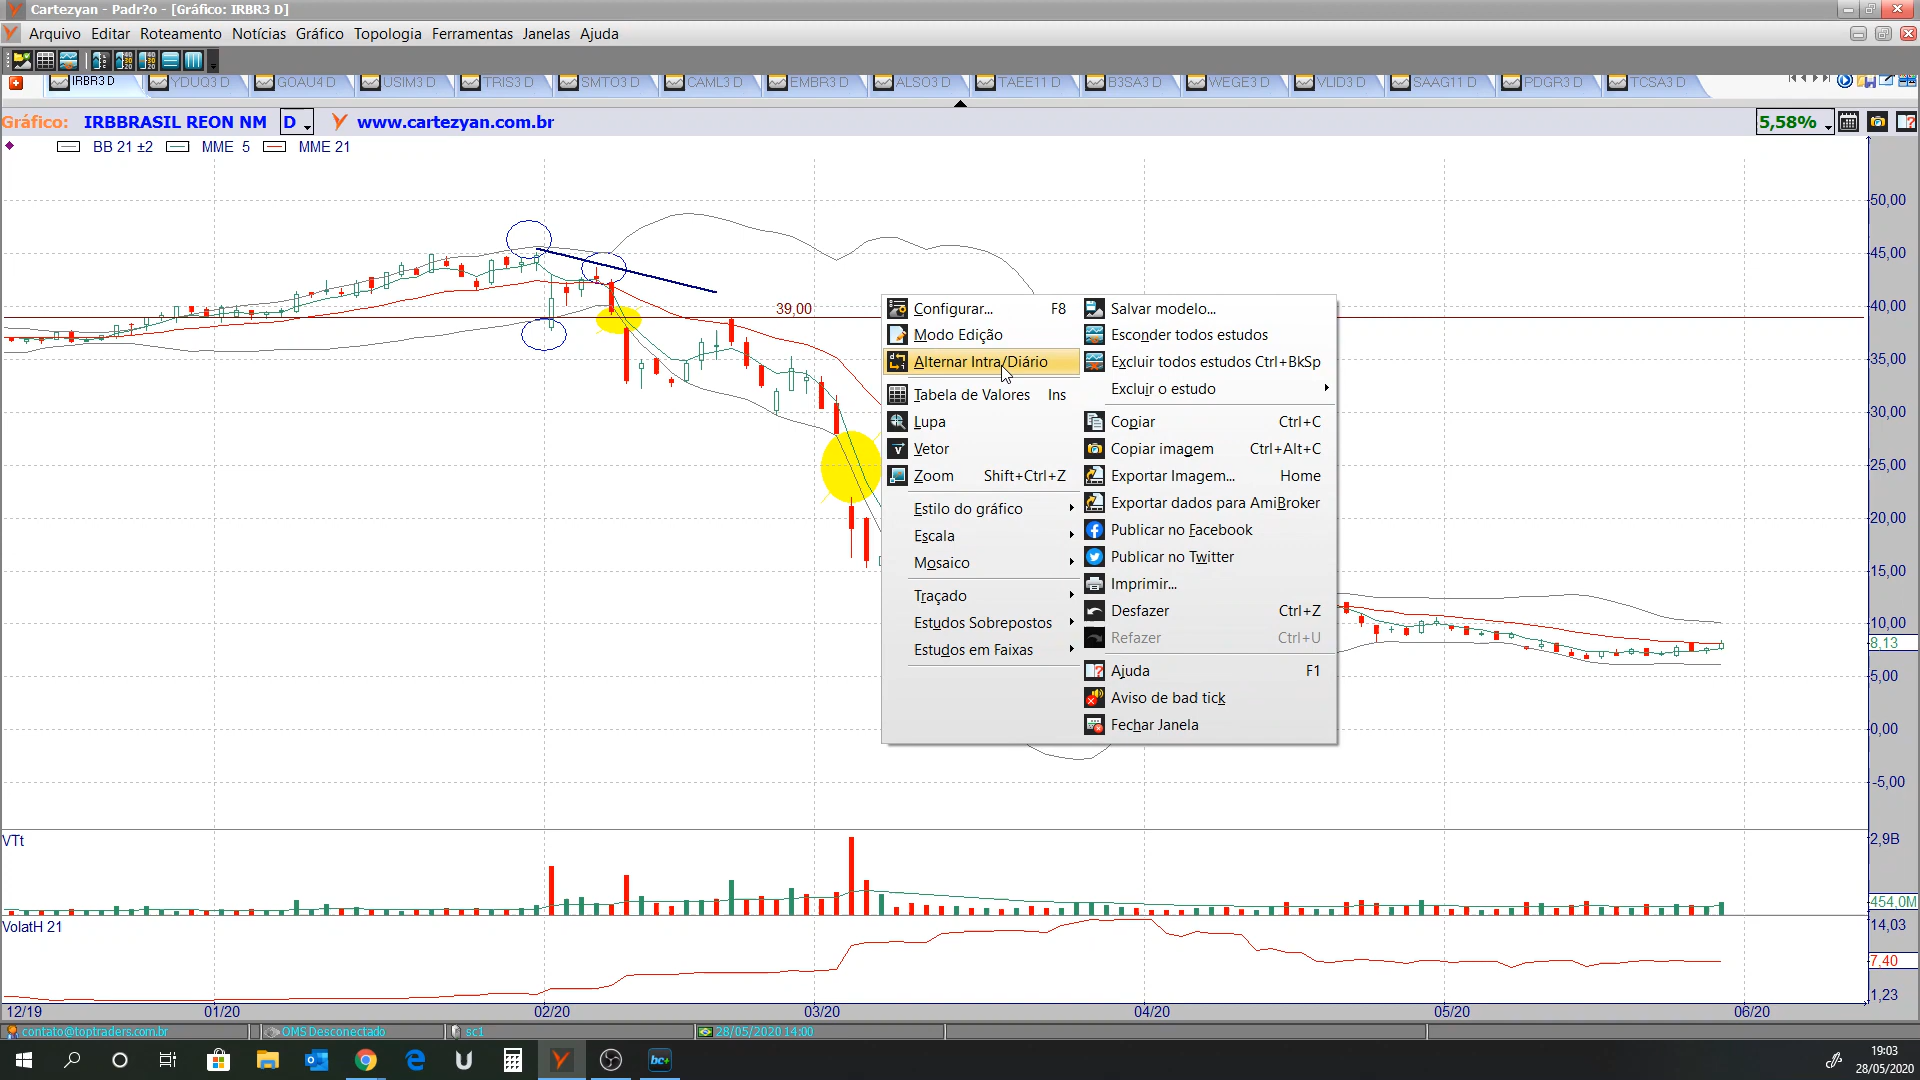 Cartezyan - Padr?o - [Gráfico: IRBR3 D]
Arquivo Editar Roteamento Notícias Gráfico Topologia Ferramentas Janelas Ajuda
IRBR3 D YDUQ3 D GOAU4 D USIM3 D TRIS3 D SMTO3 D CAML3 D EMBR3 D ALSO3 D TAEE11 D B3SA3 D WEGE3 D VLID3 D SAAG11 D PDGR3 D TCSA3 D
Gráfico: IRBBRASIL REON NM D www.cartezyan.com.br 5,58%
BB 21 ±2 MME 5 MME 21
50,00
45,00
40,00
39,00
35,00
30,00
25,00
20,00
15,00
10,00
8,13
5,00
0,00
-5,00
Configurar... F8
Modo Edição
Alternar Intra/Diário
Tabela de Valores Ins
Lupa
Vetor
Zoom Shift+Ctrl+Z
Estilo do gráfico
Escala
Mosaico
Traçado
Estudos Sobrepostos
Estudos em Faixas
Salvar modelo...
Esconder todos estudos
Excluir todos estudos Ctrl+BkSp
Excluir o estudo
Copiar Ctrl+C
Copiar imagem Ctrl+Alt+C
Exportar Imagem... Home
Exportar dados para AmiBroker
Publicar no Facebook
Publicar no Twitter
Imprimir...
Desfazer Ctrl+Z
Refazer Ctrl+U
Ajuda F1
Aviso de bad tick
Fechar Janela
VTt
2,9B
454,0M
VolatH 21
14,03
7,40
1,23
12/19 01/20 02/20 03/20 04/20 05/20 06/20
contato@toptraders.com.br OMS Desconectado sc1 28/05/2020 14:00
bc+
19:03
28/05/2020